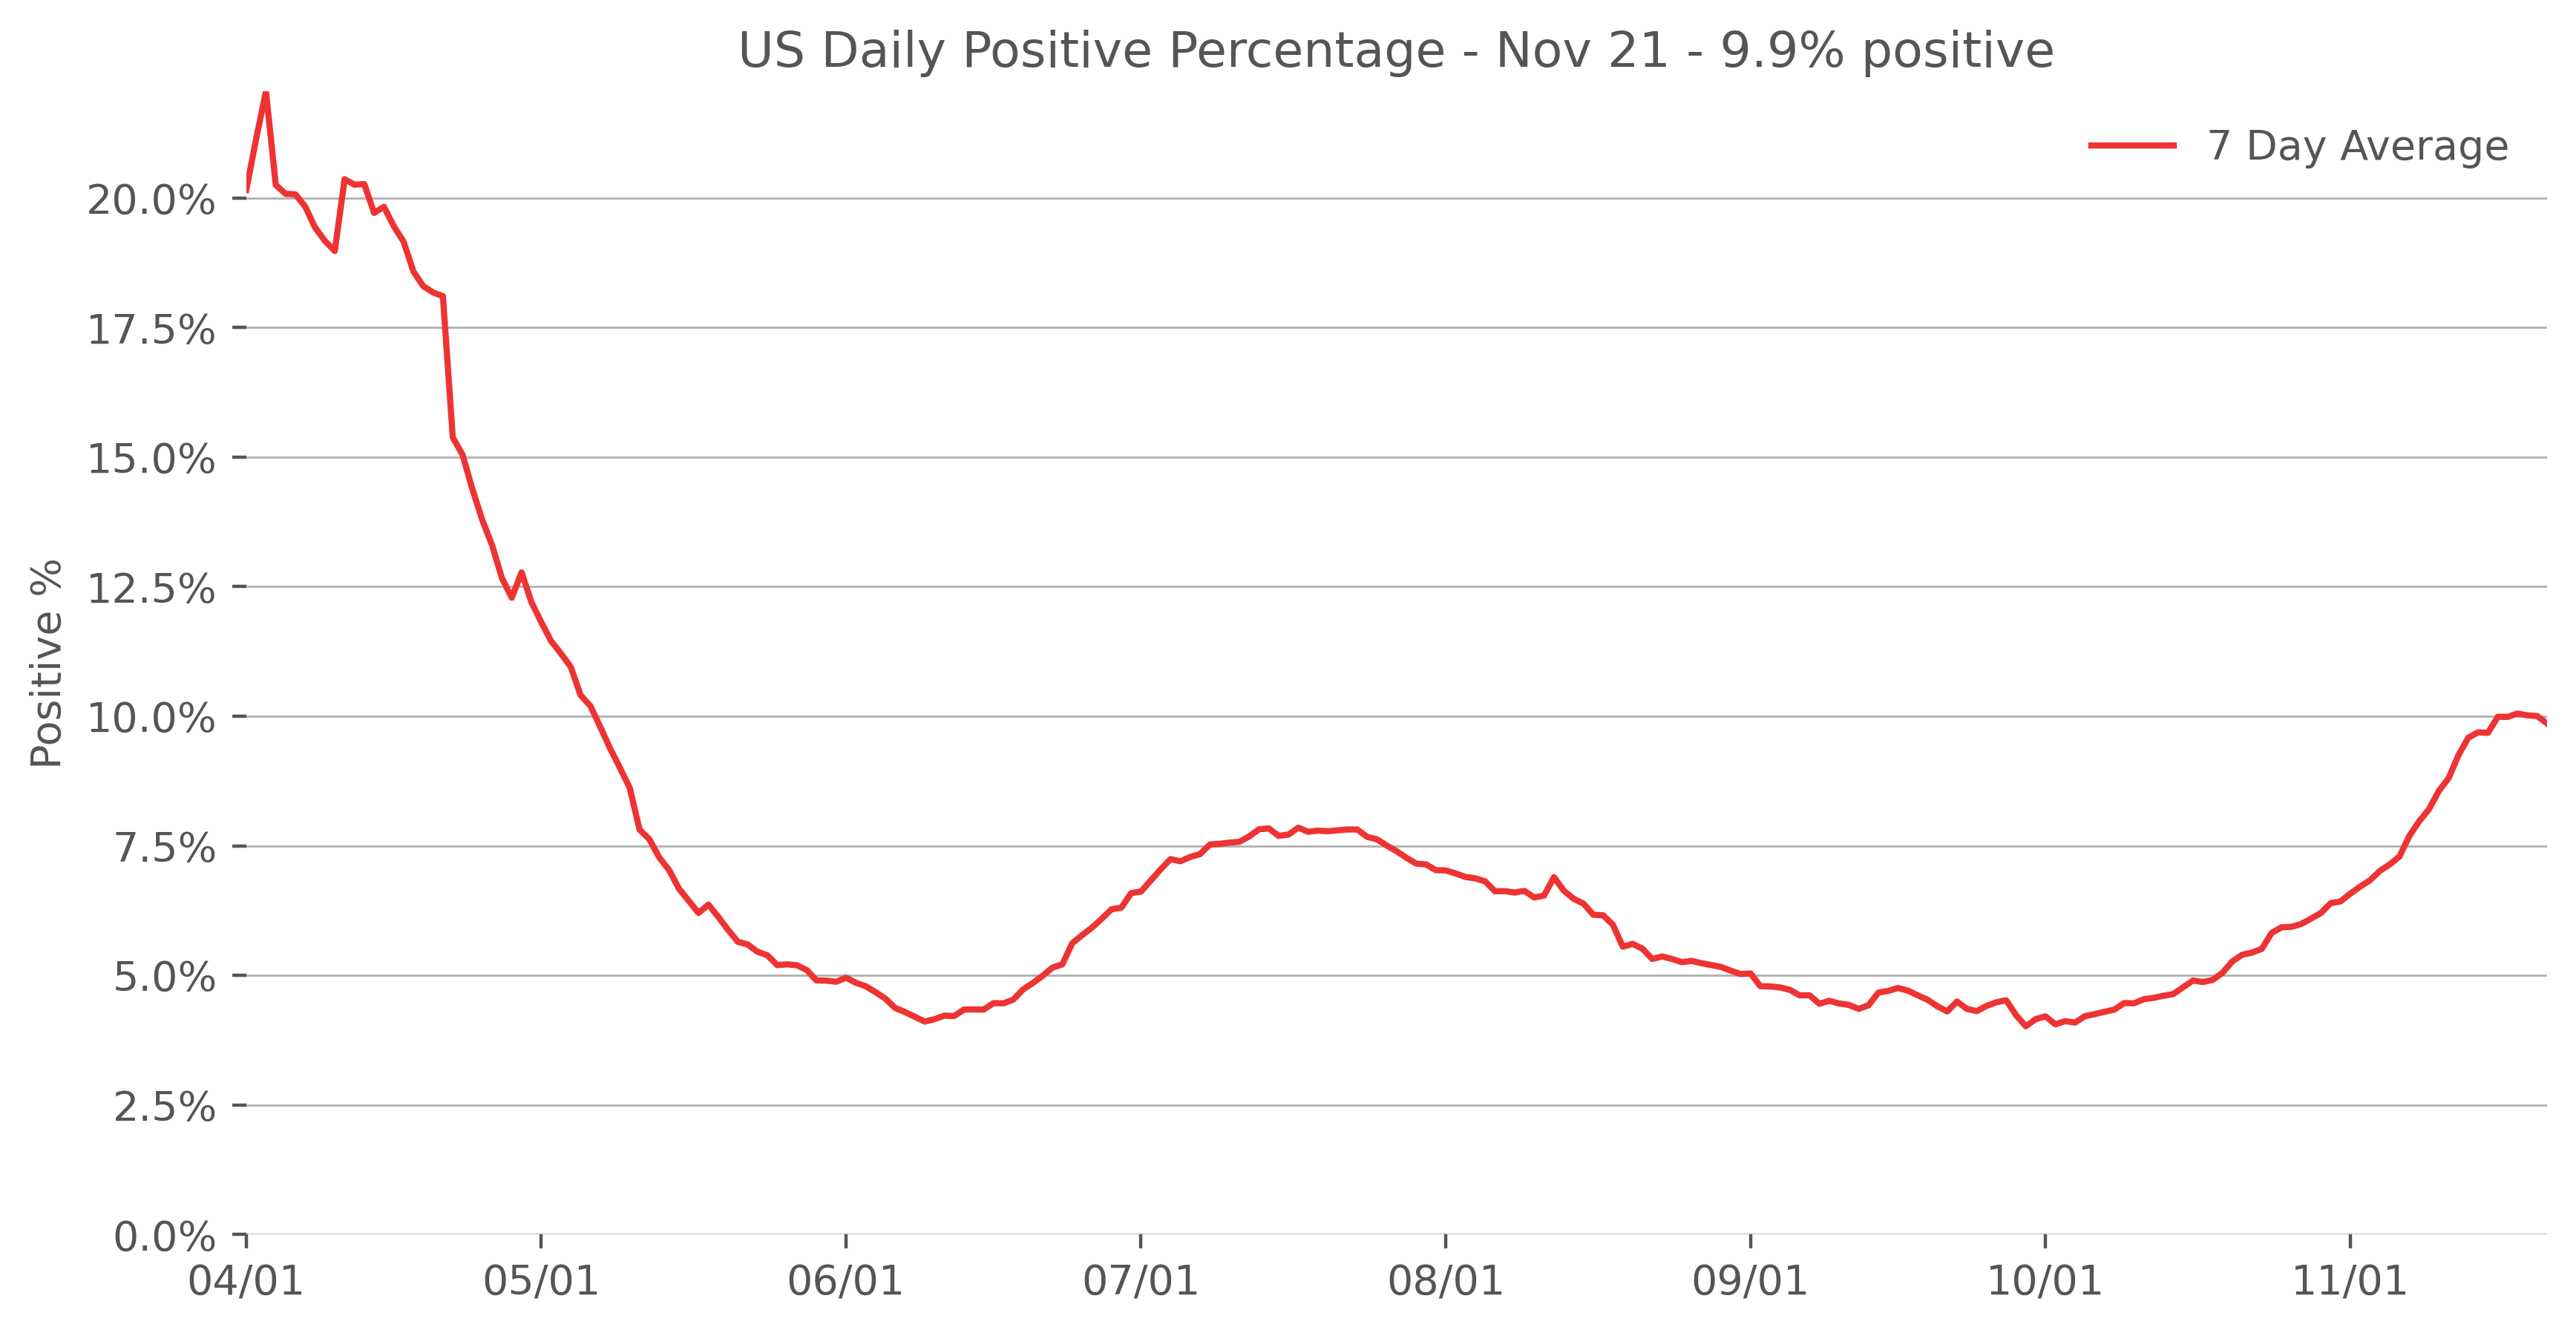 US Daily Positive Percentage - Nov 21 - 9.9% positive
7 Day Average
Positive %
20.0%
17.5%
15.0%
12.5%
10.0%
7.5%
5.0%
2.5%
0.0%
04/01 05/01 06/01 07/01 08/01 09/01 10/01 11/01